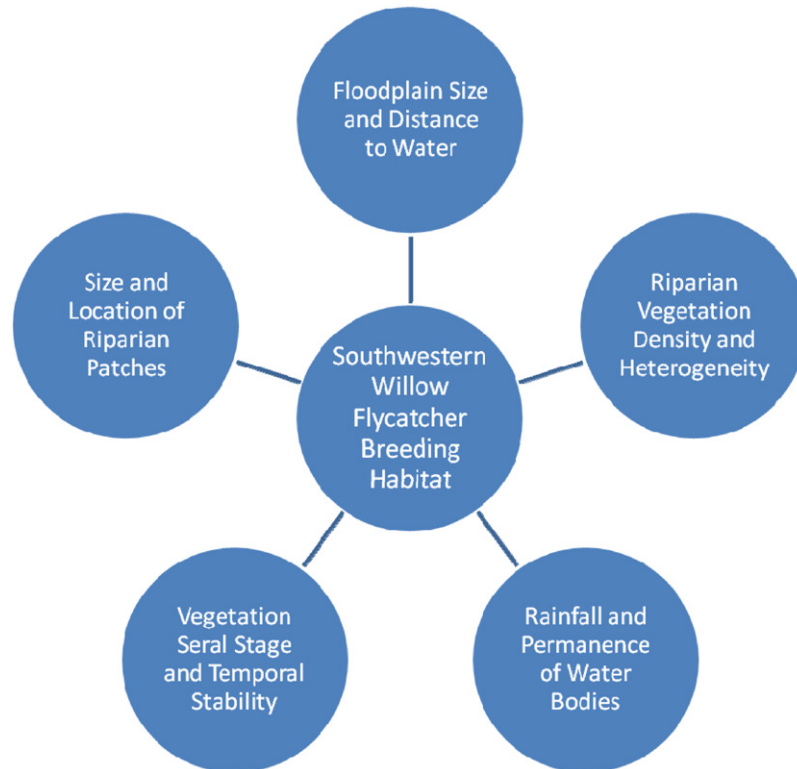 Floodplain Size
and Distance
to Water
Size and
Location of
Riparian
Patches
Riparian
Vegetation
Density and
Heterogeneity
Southwestern
Willow
Flycatcher
Breeding
Habitat
Vegetation
Seral Stage
and Temporal
Stability
Rainfall and
Permanence
of Water
Bodies